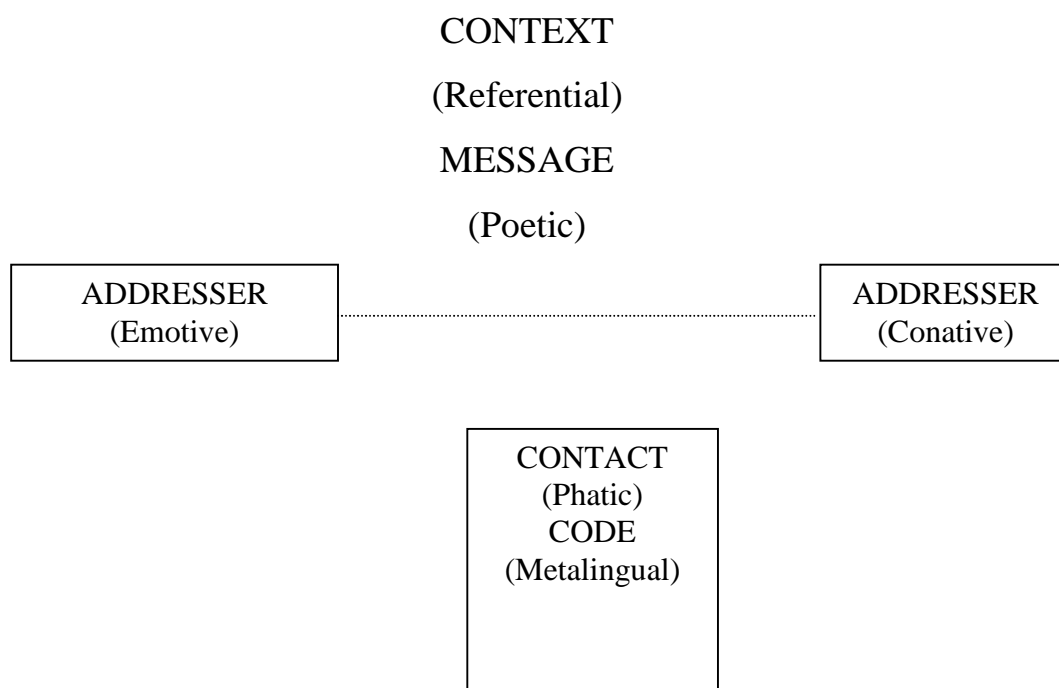 CONTEXT
(Referential)
MESSAGE
(Poetic)
ADDRESSER
(Emotive)
ADDRESSER
(Conative)
CONTACT
(Phatic)
CODE
(Metalingual)